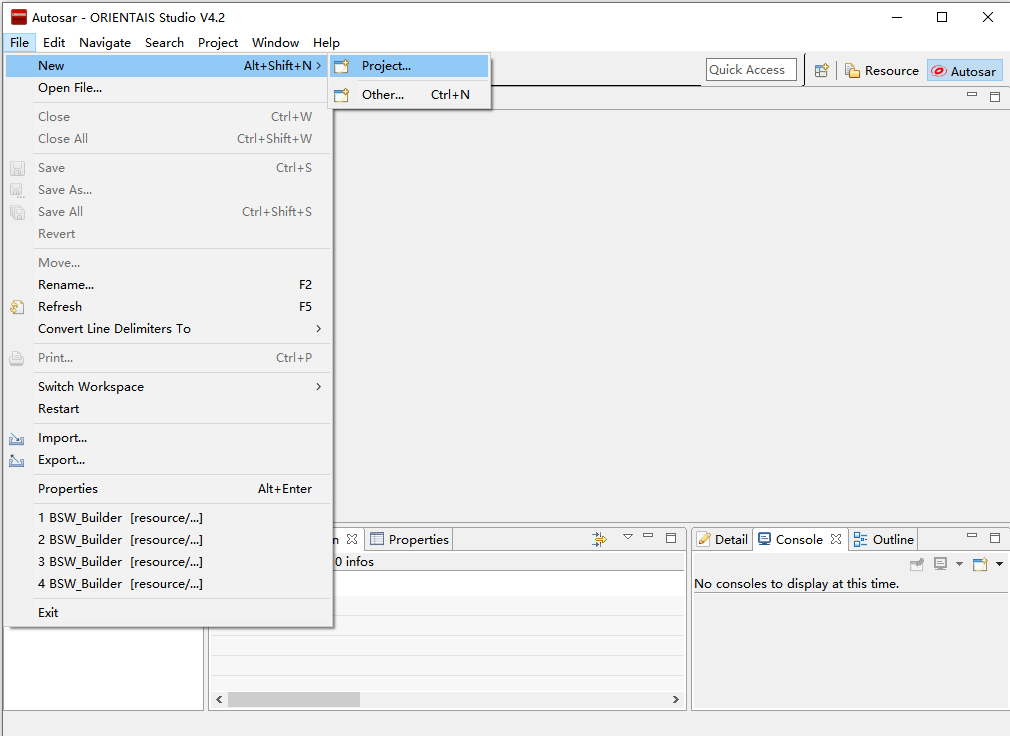 Autosar - ORIENTAIS Studio V4.2
File Edit Navigate Search Project Window Help
New Alt+Shift+N > Project...
Open File...
Other... Ctrl+N
Quick Access Resource Autosar
Close Ctrl+W
Close All Ctrl+Shift+W
Save Ctrl+S
Save As...
Save All Ctrl+Shift+S
Revert
Move...
Rename... F2
Refresh F5
Convert Line Delimiters To >
Print... Ctrl+P
Switch Workspace >
Restart
Import...
Export...
Properties Alt+Enter
1 BSW_Builder [resource/...]
2 BSW_Builder [resource/...]
3 BSW_Builder [resource/...]
4 BSW_Builder [resource/...]
Exit
n Properties
0 infos
Detail Console Outline
No consoles to display at this time.